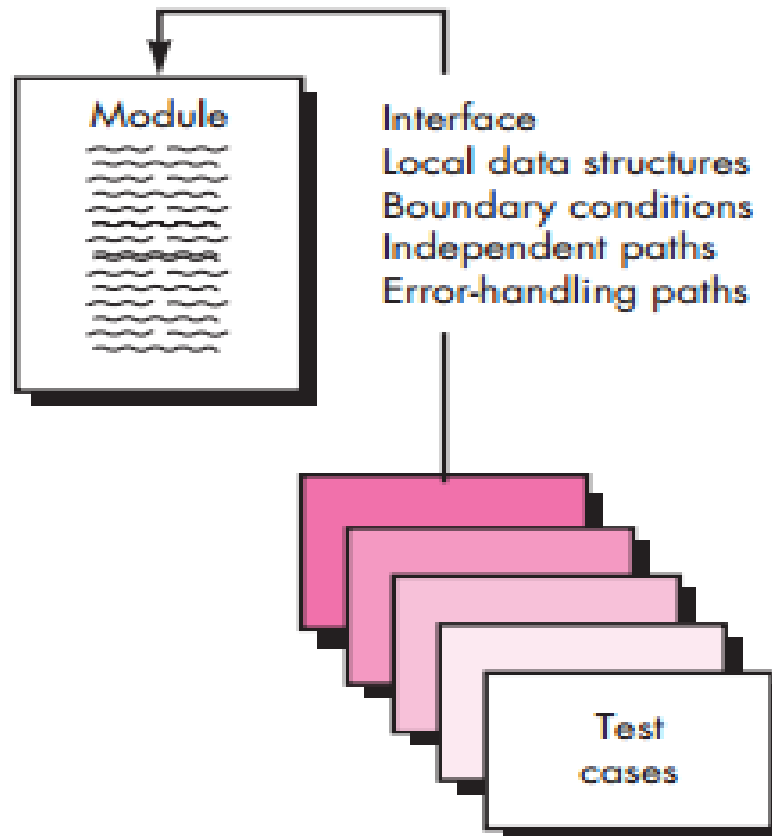 Module
Interface
Local data structures
Boundary conditions
Independent paths
Error-handling paths
Test
cases